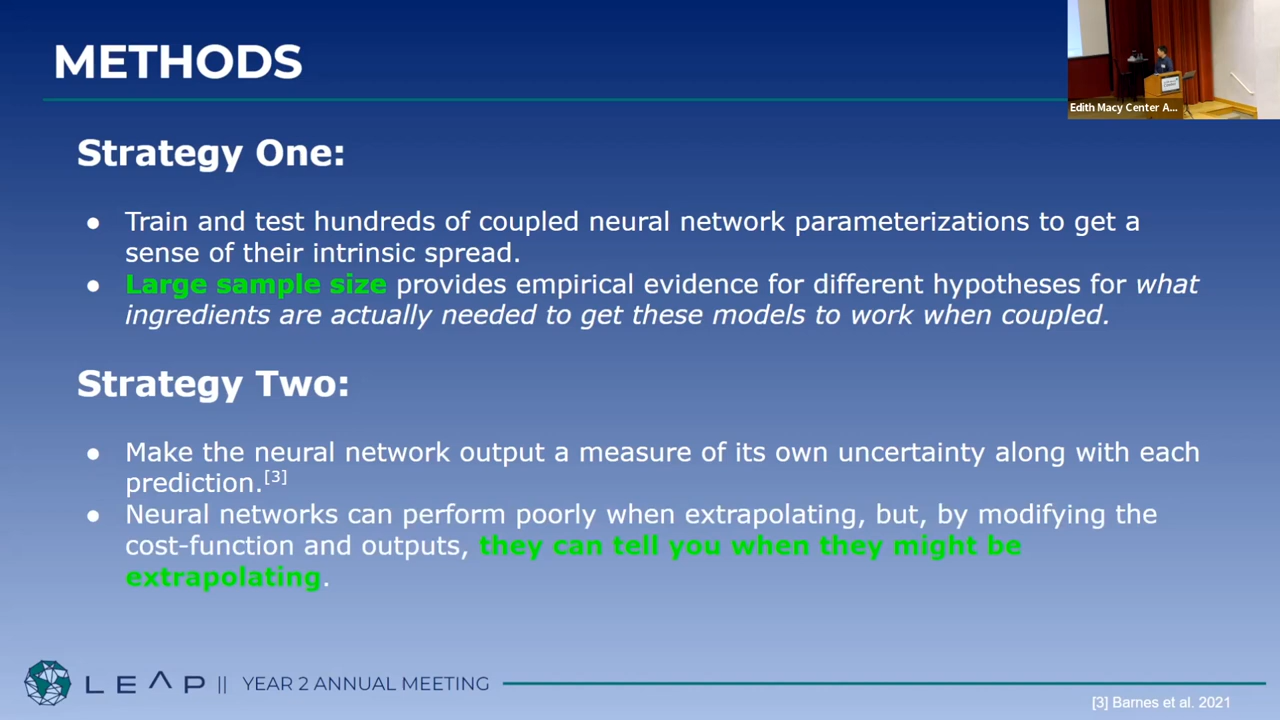 METHODS
Edith Macy Center A...
Strategy One:
● Train and test hundreds of coupled neural network parameterizations to get a
sense of their intrinsic spread.
● Large sample size provides empirical evidence for different hypotheses for what
ingredients are actually needed to get these models to work when coupled.
Strategy Two:
● Make the neural network output a measure of its own uncertainty along with each
prediction.[3]
● Neural networks can perform poorly when extrapolating, but, by modifying the
cost-function and outputs, they can tell you when they might be
extrapolating.
LEAP || YEAR 2 ANNUAL MEETING
[3] Barnes et al. 2021